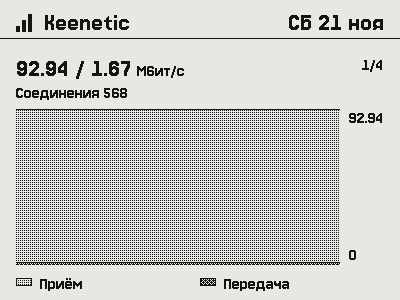 Keenetic
Сб 21 ноя
92.94 / 1.67 Мбит/с
1/4
Соединения 568
92.94
0
Приём
Передача